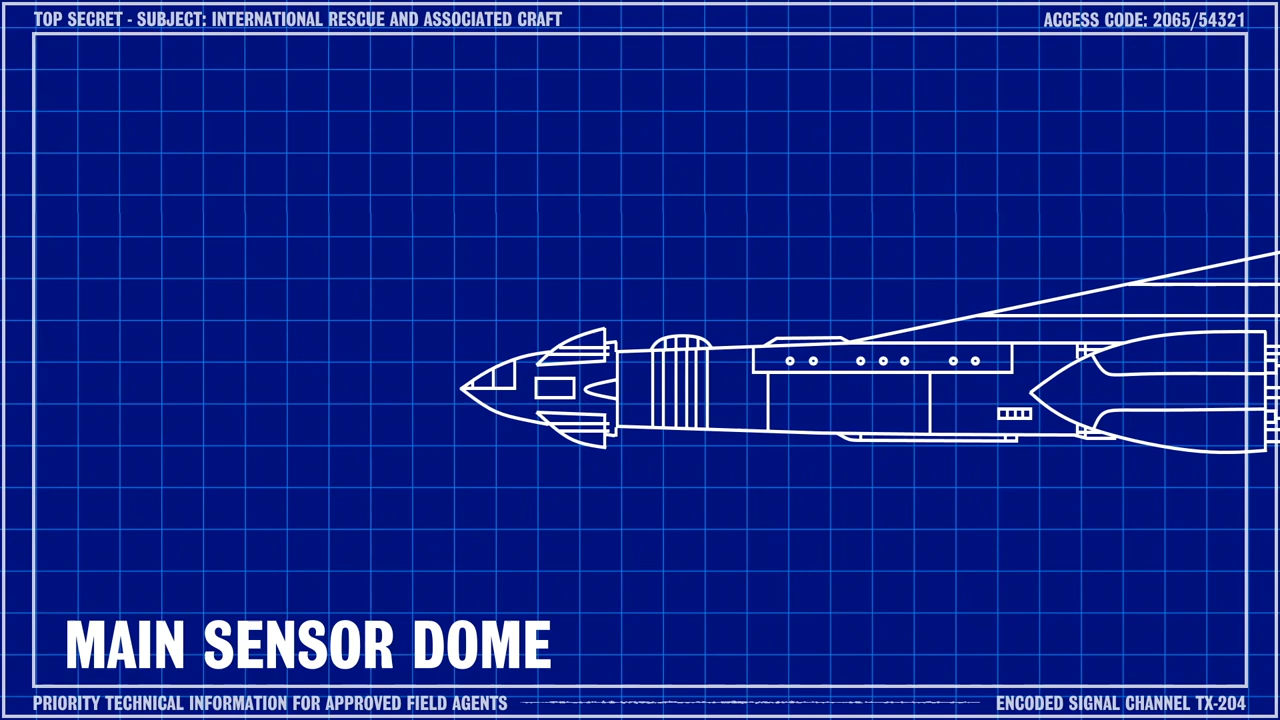 TOP SECRET - SUBJECT: INTERNATIONAL RESCUE AND ASSOCIATED CRAFT
ACCESS CODE: 2065/54321
MAIN SENSOR DOME
PRIORITY TECHNICAL INFORMATION FOR APPROVED FIELD AGENTS
ENCODED SIGNAL CHANNEL TX-204